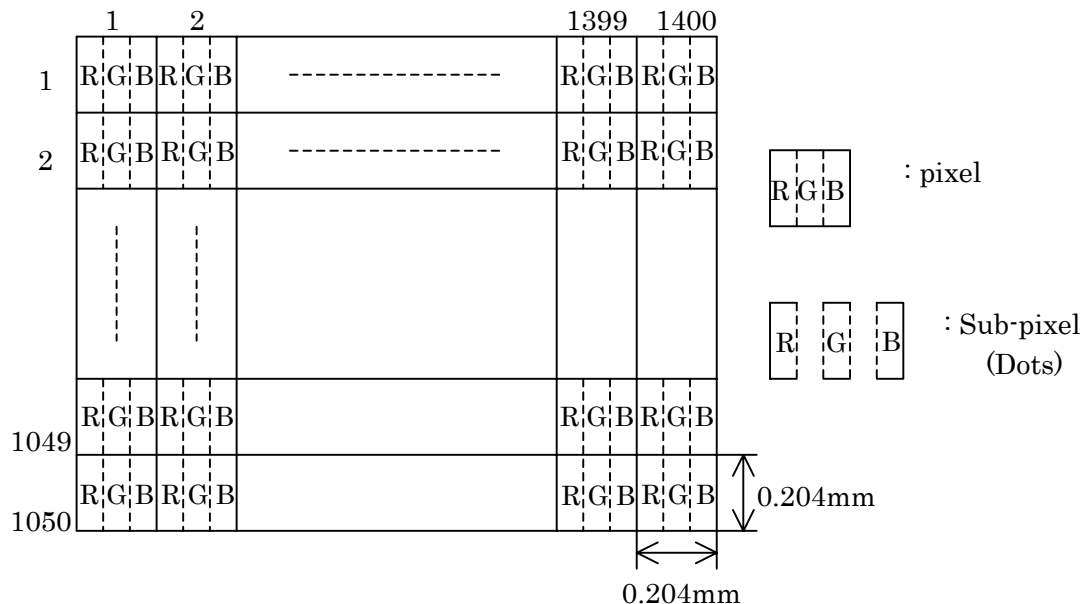 1 2 1399 1400
1 R G B R G B R G B R G B
2 R G B R G B R G B R G B
R G B : pixel
R G B : Sub-pixel
(Dots)
1049 R G B R G B R G B R G B
1050 R G B R G B R G B R G B
0.204mm
0.204mm